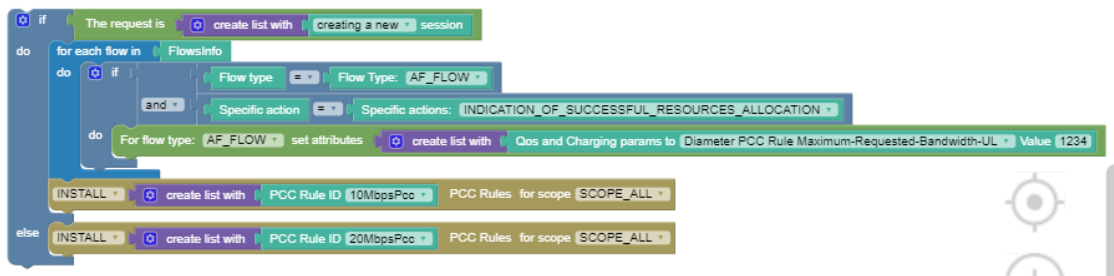 if The request is create list with creating a new session
do for each flow in FlowsInfo
do if Flow type = Flow Type: AF_FLOW
and Specific action = Specific actions: INDICATION_OF_SUCCESSFUL_RESOURCES_ALLOCATION
do For flow type: AF_FLOW set attributes create list with Qos and Charging params to Diameter PCC Rule Maximum-Requested-Bandwidth-UL Value 1234
INSTALL create list with PCC Rule ID 10MbpsPcc PCC Rules for scope SCOPE_ALL
else INSTALL create list with PCC Rule ID 20MbpsPcc PCC Rules for scope SCOPE_ALL